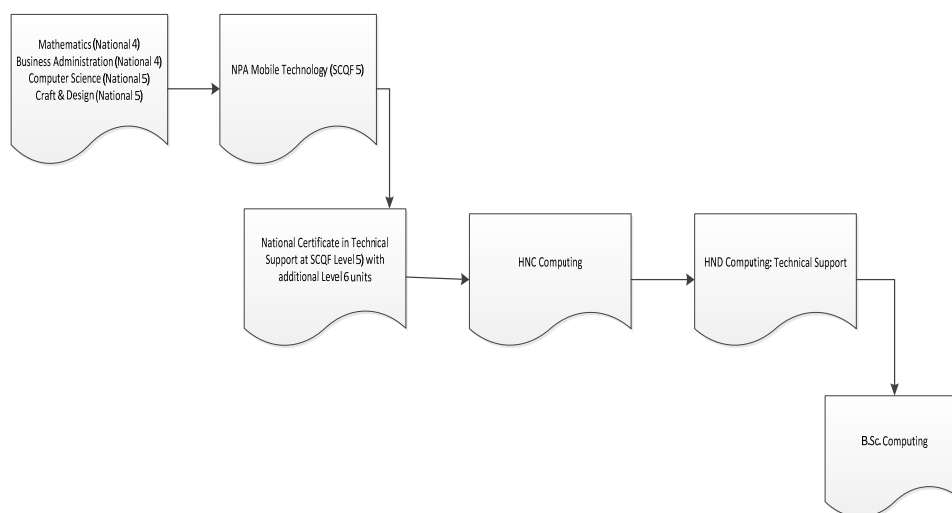 Mathematics (National 4)
Business Administration (National 4)
Computer Science (National 5)
Craft & Design (National 5)
NPA Mobile Technology (SCQF 5)
National Certificate in Technical
Support at SCQF Level 5) with
additional Level 6 units
HNC Computing
HND Computing: Technical Support
B.Sc. Computing